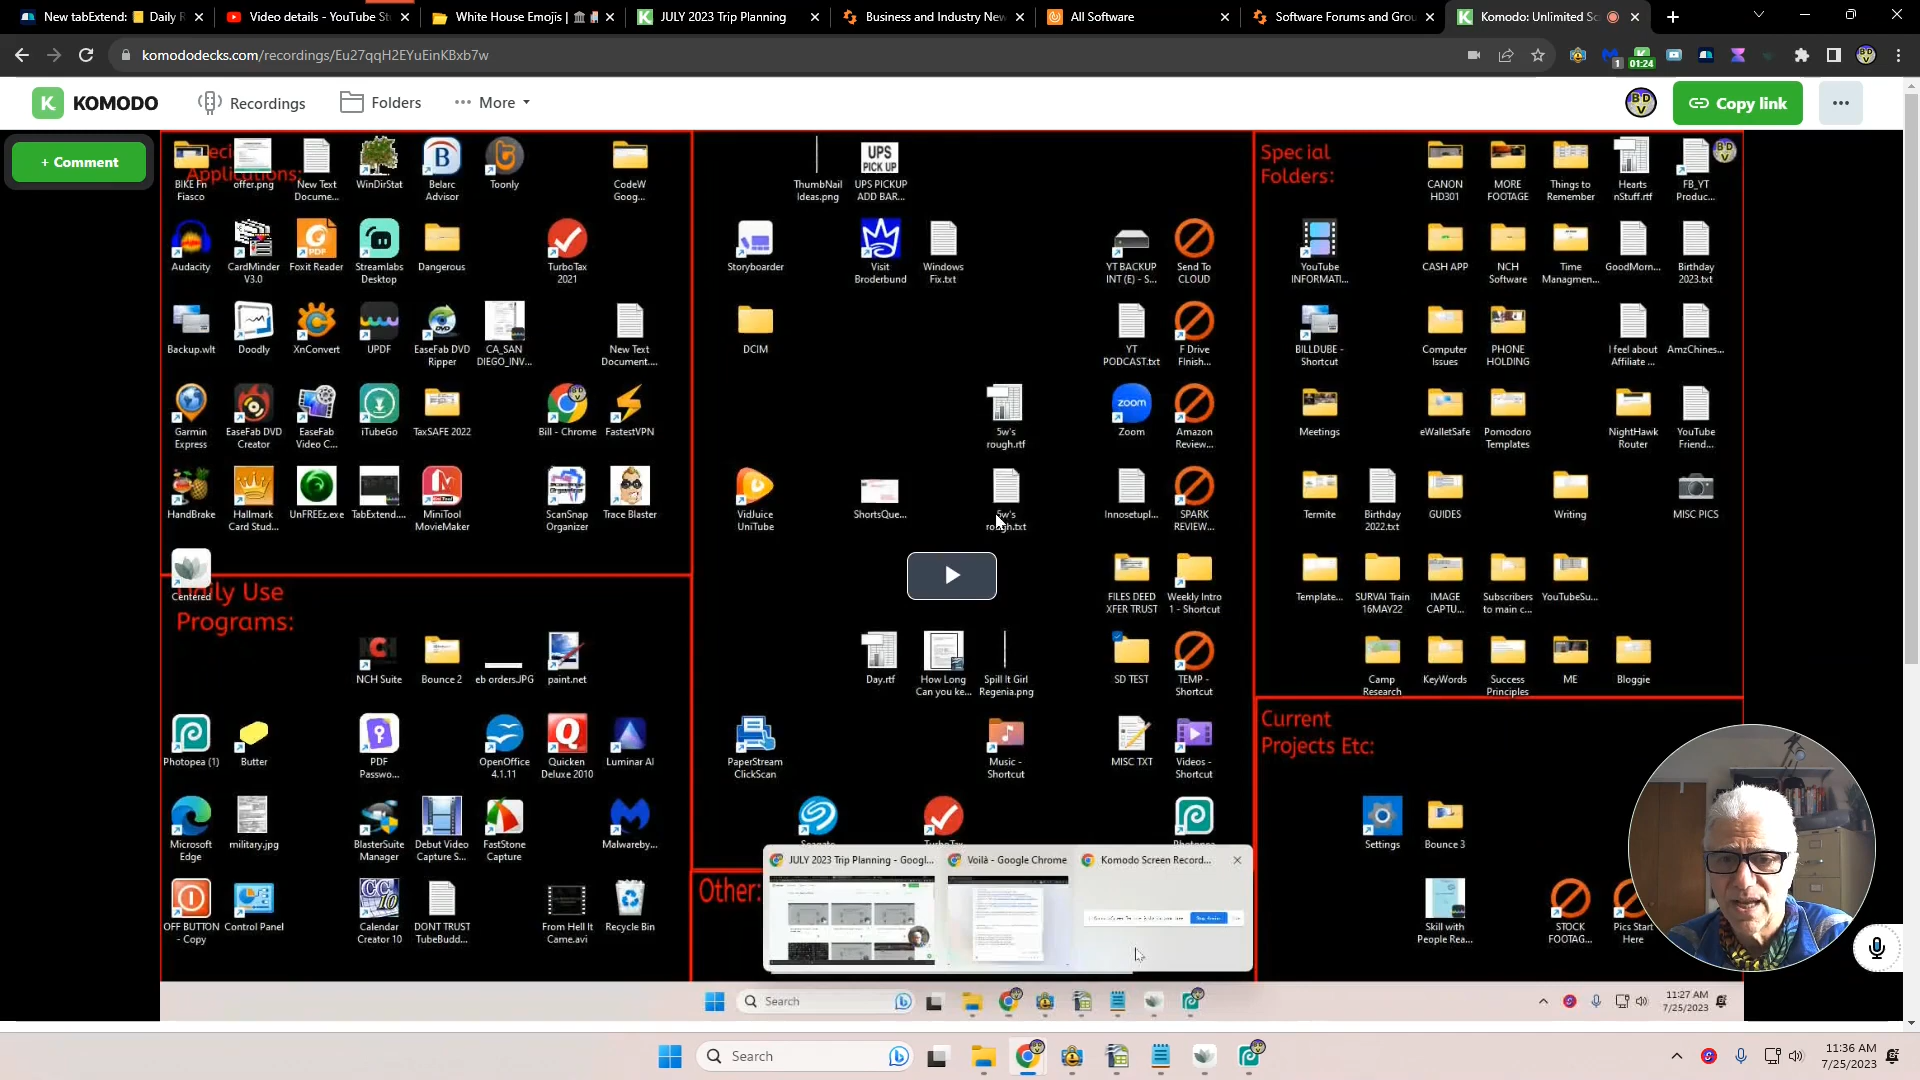 New tabExtend: Daily R
Video details - YouTube St
White House Emojis |
JULY 2023 Trip Planning
Business and Industry New
All Software
Software Forums and Grou
Komodo: Unlimited Sc
komododecks.com/recordings/Eu27qqH2EYuEinKBxb7w
1
01:24
K KOMODO
Recordings
Folders
More
BDV
Copy link
+ Comment
Applications:
BIKE Fn Fiasco
offer.png
New Text Docume...
WinDirStat
Belarc Advisor
Toonly
CodeW Goog...
Audacity
CardMinder V3.0
Foxit Reader
Streamlabs Desktop
Dangerous
TurboTax 2021
Backup.wlt
Doodly
XnConvert
UPDF
EaseFab DVD Ripper
CA_SAN DIEGO_INV...
New Text Document....
Garmin Express
EaseFab DVD Creator
EaseFab Video C...
iTubeGo
TaxSAFE 2022
Bill - Chrome
FastestVPN
HandBrake
Hallmark Card Stud...
UnFREEz.exe
TabExtend....
MiniTool MovieMaker
ScanSnap Organizer
Trace Blaster
Centered
Daily Use
Programs:
NCH Suite
Bounce 2
eb orders.JPG
paint.net
Photopea (1)
Butter
PDF Passwo...
OpenOffice 4.1.11
Quicken Deluxe 2010
Luminar AI
Microsoft Edge
military.jpg
BlasterSuite Manager
Debut Video Capture S...
FastStone Capture
Malwareby...
OFF BUTTON - Copy
Control Panel
Calendar Creator 10
DONT TRUST TubeBudd...
From Hell It Came.avi
Recycle Bin
UPS PICK UP
ThumbNail Ideas.png
UPS PICKUP ADD BAR...
Storyboarder
Visit Broderbund
Windows Fix.txt
YT BACKUP INT (E) - S...
Send To CLOUD
DCIM
YT PODCAST.txt
F Drive FInish...
5w's rough.rtf
zoom
Zoom
Amazon Review...
VidJuice UniTube
ShortsQue...
5w's rough.txt
Innosetupl...
SPARK REVIEW...
FILES DEED XFER TRUST
Weekly Intro 1 - Shortcut
Day.rtf
How Long Can you ke...
Spill It Girl Regenia.png
SD TEST
TEMP - Shortcut
PaperStream ClickScan
Music - Shortcut
MISC TXT
Videos - Shortcut
Other:
JULY 2023 Trip Planning - Googl...
Voilà - Google Chrome
Komodo Screen Record...
Special
Folders:
CANON HD301
MORE FOOTAGE
Things to Remember
Hearts nStuff.rtf
FB_YT Produc...
YouTube INFORMATI...
CASH APP
NCH Software
Time Managmen...
GoodMorn...
Birthday 2023.txt
BILLDUBE - Shortcut
Computer Issues
PHONE HOLDING
I feel about Affiliate ...
AmzChines...
Meetings
eWalletSafe
Pomodoro Templates
NightHawk Router
YouTube Friend...
Termite
Birthday 2022.txt
GUIDES
Writing
MISC PICS
Template...
SURVAI Train 16MAY22
IMAGE CAPTU...
Subscribers to main c...
YouTubeSu...
Camp Research
KeyWords
Success Principles
ME
Bloggie
Current
Projects Etc:
Settings
Bounce 3
Skill with People Rea...
STOCK FOOTAG...
Pics Start Here
Search
11:27 AM
7/25/2023
Search
11:36 AM
7/25/2023